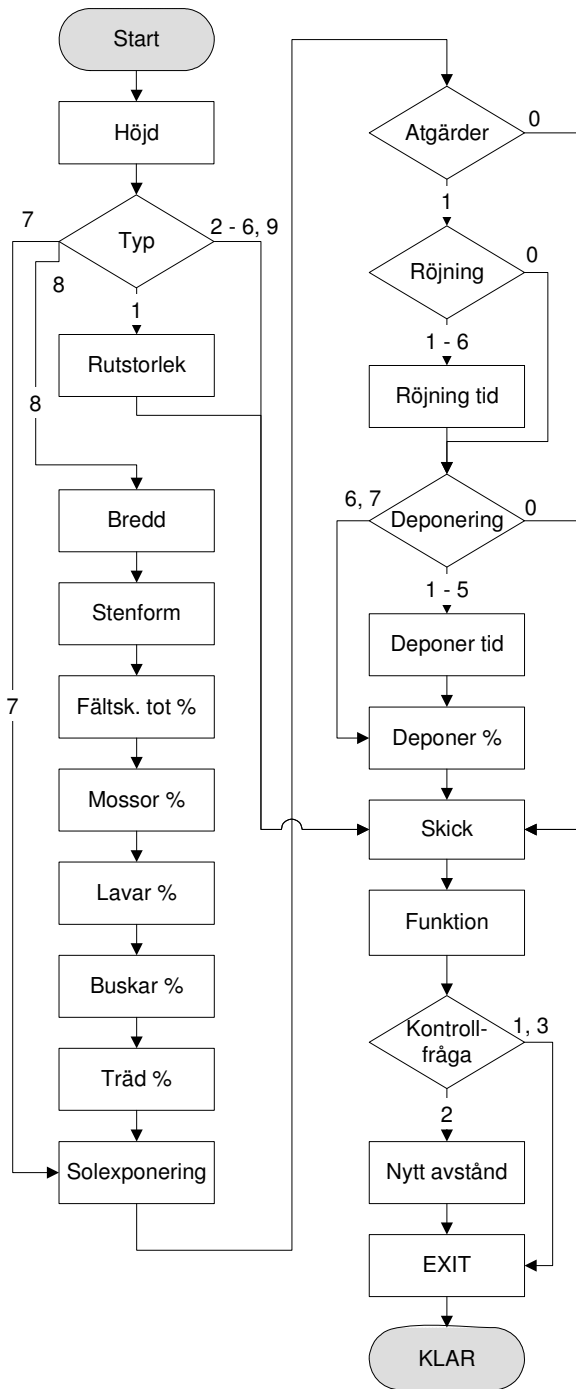 Start
Höjd
Typ
7
2 - 6, 9
8
1
Rutstorlek
8
Bredd
Stenform
Fältsk. tot %
7
Mossor %
Lavar %
Buskar %
Träd %
Solexponering
Atgärder
0
1
Röjning
0
1 - 6
Röjning tid
6, 7
Deponering
0
1 - 5
Deponer tid
Deponer %
Skick
Funktion
Kontroll-
fråga
1, 3
2
Nytt avstånd
EXIT
KLAR